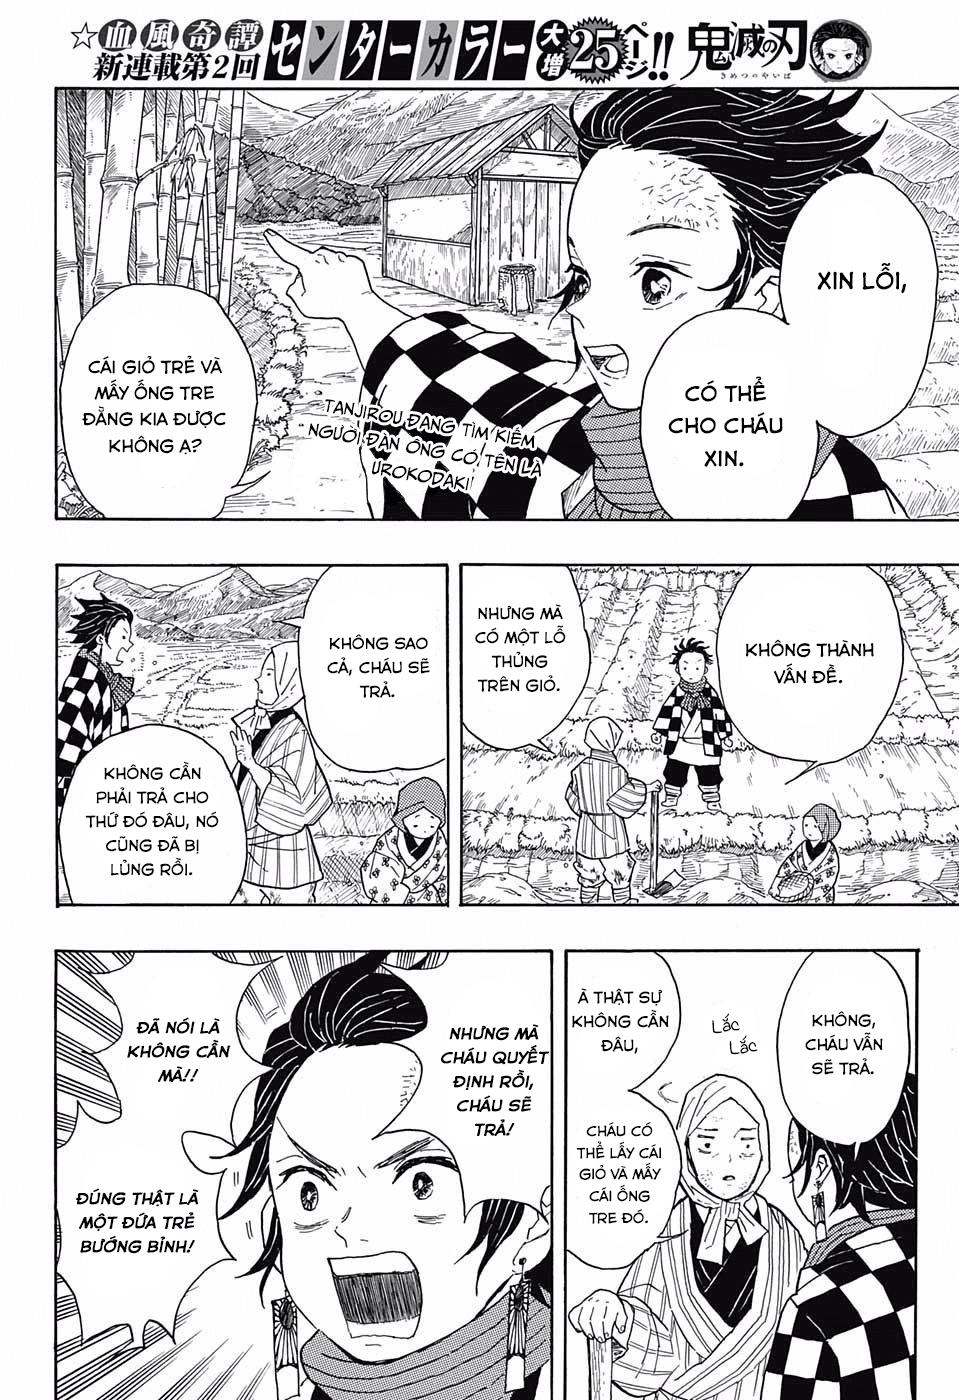 ☆血風奇譚
新連載第2回
センターカラー
大増
25
ページ!!
鬼滅の刃
きめつのやいば
XIN LỖI,
CÓ THỂ
CHO CHÁU
XIN.
CÁI GIỎ TRẺ VÀ
MẤY ỐNG TRE
ĐẰNG KIA ĐƯỢC
KHÔNG Ạ?
TANJIROU ĐANG TÌM KIẾM
NGƯỜI ĐÀN ÔNG CÓ TÊN LÀ
UROKODAKI
KHÔNG THÀNH
VẤN ĐỀ.
NHƯNG MÀ
CÓ MỘT LỖ
THỦNG
TRÊN GIỎ.
KHÔNG SAO
CẢ, CHÁU SẼ
TRẢ.
KHÔNG CẦN
PHẢI TRẢ CHO
THỨ ĐÓ ĐÂU, NÓ
CŨNG ĐÃ BỊ
LỦNG RỒI.
KHÔNG,
CHÁU VẪN
SẼ TRẢ.
Lắc
Lắc
À THẬT SỰ
KHÔNG CẦN
ĐÂU,
CHÁU CÓ
THỂ LẤY CÁI
GIỎ VÀ MẤY
CÁI ỐNG
TRE ĐÓ.
NHƯNG MÀ
CHÁU QUYẾT
ĐỊNH RỒI,
CHÁU SẼ
TRẢ!
ĐÃ NÓI LÀ
KHÔNG CẦN
MÀ!!
ĐÚNG THẬT LÀ
MỘT ĐỨA TRẺ
BƯỚNG BỈNH!